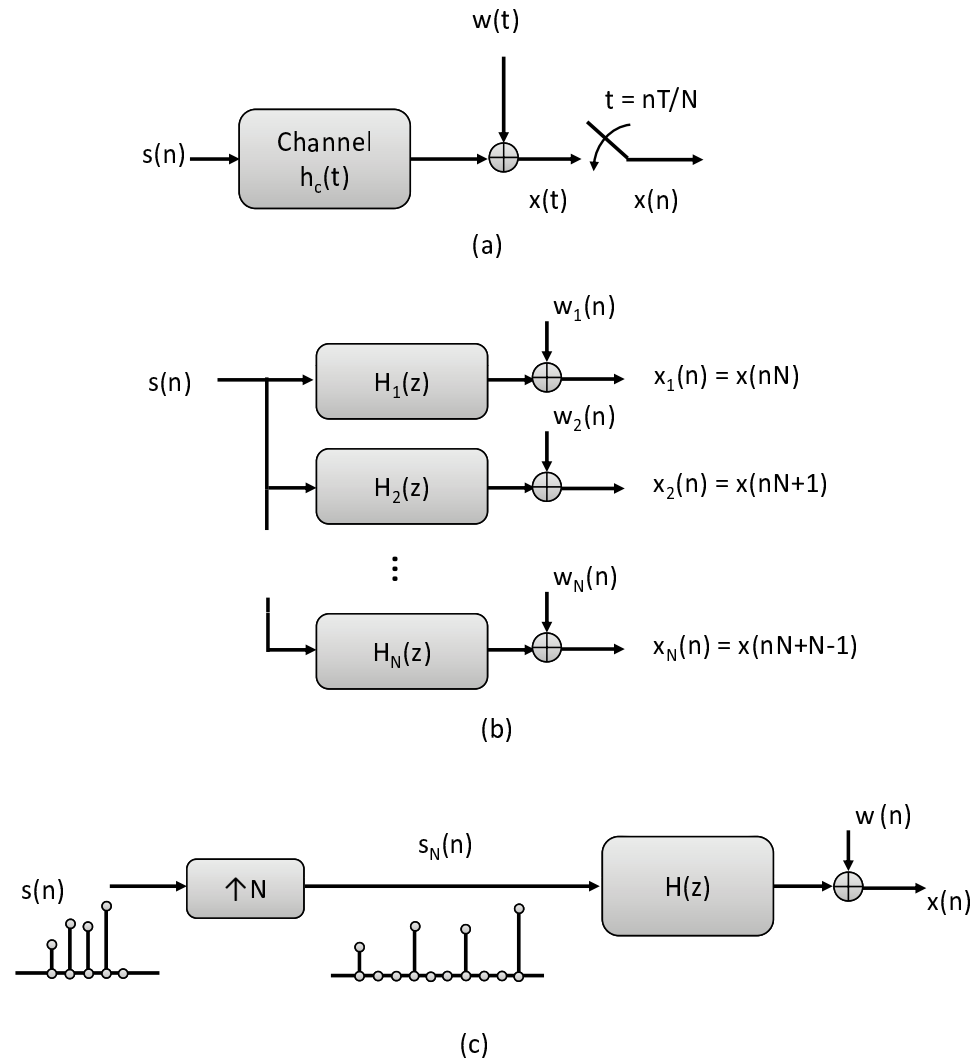 w(t)
t = nT/N
s(n)
Channel
h_c(t)
x(t)
x(n)
(a)
w_1(n)
s(n)
H_1(z)
x_1(n) = x(nN)
w_2(n)
H_2(z)
x_2(n) = x(nN+1)
⋮
w_N(n)
H_N(z)
x_N(n) = x(nN+N-1)
(b)
w (n)
s_N(n)
s(n)
↑N
H(z)
x(n)
(c)